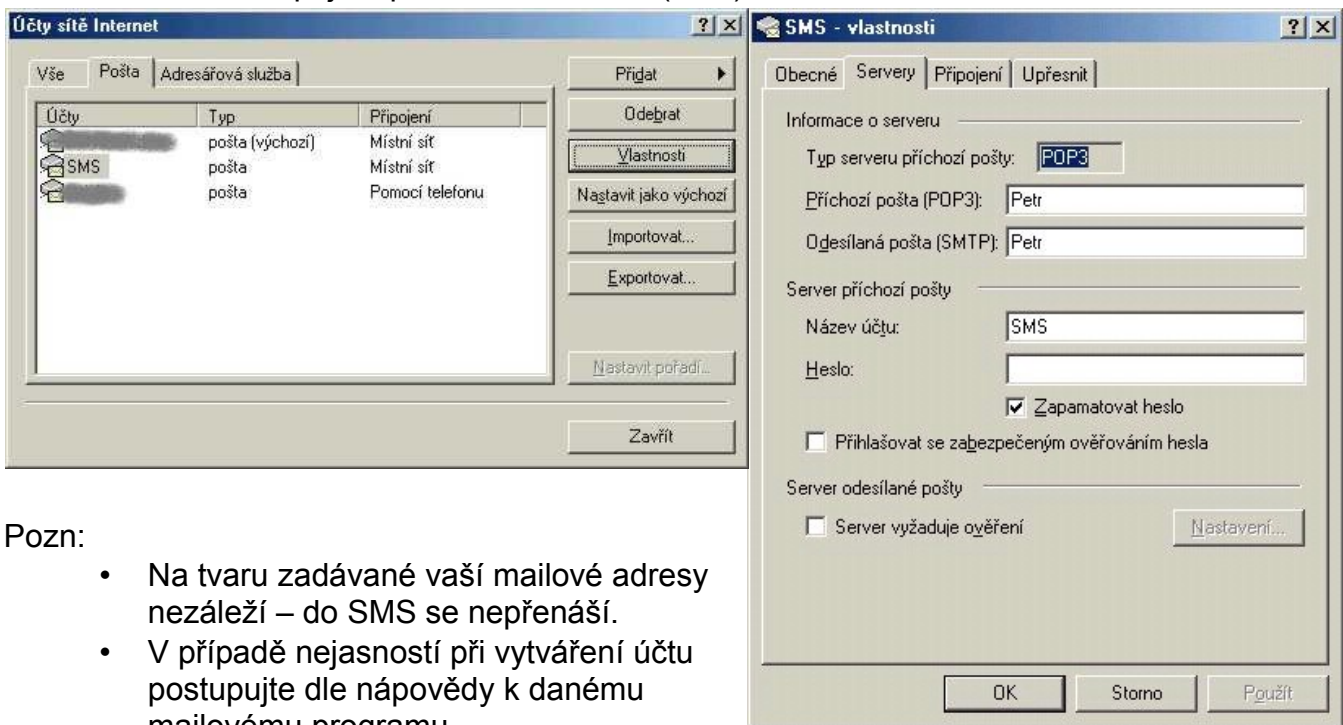 Účty sítě Internet
Vše Pošta Adresářová služba
Účty Typ Připojení
pošta (výchozí) Místní síť
SMS pošta Místní síť
pošta Pomocí telefonu
Přidat
Odebrat
Vlastnosti
Nastavit jako výchozí
Importovat...
Exportovat...
Nastavit pořadí...
Zavřít
SMS - vlastnosti
Obecné Servery Připojení Upřesnit
Informace o serveru
Typ serveru příchozí pošty: POP3
Příchozí pošta (POP3): Petr
Odesílaná pošta (SMTP): Petr
Server příchozí pošty
Název účtu: SMS
Heslo:
Zapamatovat heslo
Přihlašovat se zabezpečeným ověřováním hesla
Server odesílané pošty
Server vyžaduje ověření Nastavení...
OK Storno Použít
Pozn:
• Na tvaru zadávané vaší mailové adresy
nezáleží – do SMS se nepřenáší.
• V případě nejasností při vytváření účtu
postupujte dle nápovědy k danému
mailovému programu